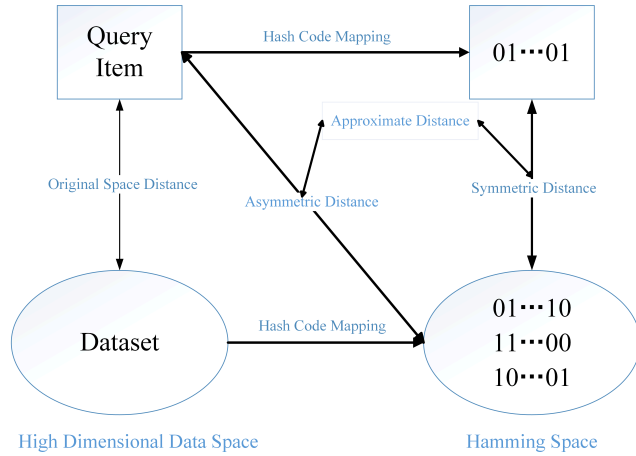 Query
Item
Hash Code Mapping
01···01
Approximate Distance
Original Space Distance
Asymmetric Distance
Symmetric Distance
Dataset
Hash Code Mapping
01···10
11···00
10···01
High Dimensional Data Space
Hamming Space